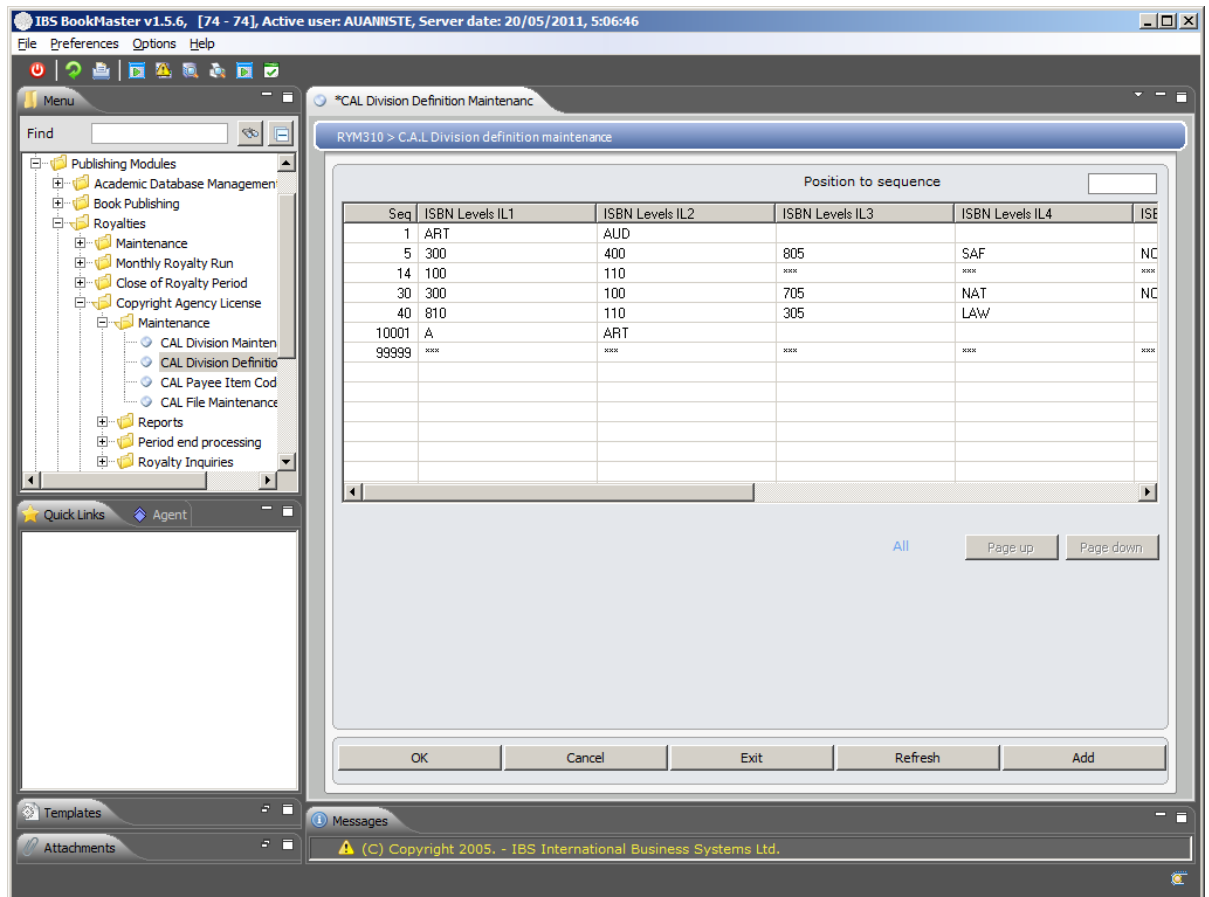 IBS BookMaster v1.5.6, [74 - 74], Active user: AUANNSTE, Server date: 20/05/2011, 5:06:46
File Preferences Options Help
Menu
Find
Publishing Modules
Academic Database Managemen
Book Publishing
Royalties
Maintenance
Monthly Royalty Run
Close of Royalty Period
Copyright Agency License
Maintenance
CAL Division Mainten
CAL Division Definitio
CAL Payee Item Cod
CAL File Maintenance
Reports
Period end processing
Royalty Inquiries
Quick Links Agent
Templates
Attachments
*CAL Division Definition Maintenanc
RYM310 > C.A.L Division definition maintenance
Position to sequence
Seq ISBN Levels IL1 ISBN Levels IL2 ISBN Levels IL3 ISBN Levels IL4 ISB
1 ART AUD
5 300 400 805 SAF NO
14 100 110 *** *** ***
30 300 100 705 NAT NO
40 810 110 305 LAW
10001 A ART
99999 *** *** *** *** ***
All Page up Page down
OK Cancel Exit Refresh Add
Messages
(C) Copyright 2005. - IBS International Business Systems Ltd.